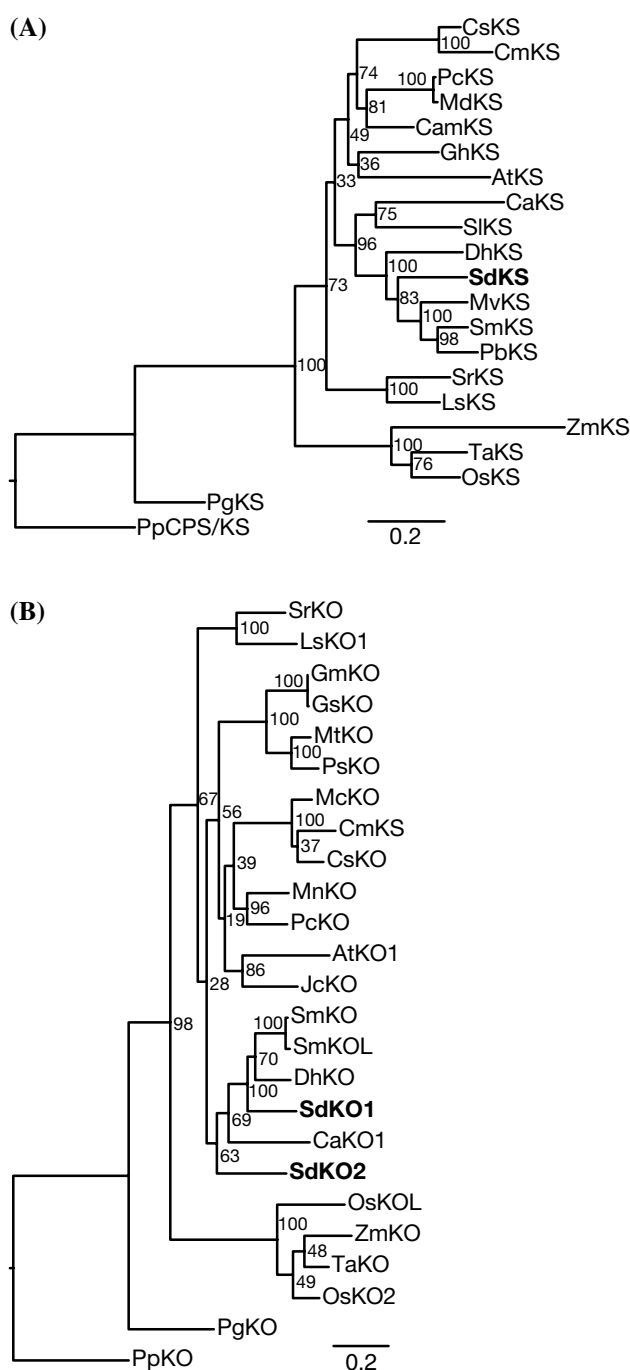 (A)
CsKS
100
CmKS
74
100
PcKS
MdKS
81
CamKS
49
GhKS
36
33
AtKS
CaKS
75
SlKS
96
DhKS
100
SdKS
73
83
MvKS
100
SmKS
98
PbKS
100
SrKS
100
LsKS
ZmKS
100
TaKS
76
OsKS
PgKS
PpCPS/KS
0.2
(B)
SrKO
100
LsKO1
GmKO
100
GsKO
100
MtKO
100
PsKO
67
McKO
56
100
CmKS
37
CsKO
39
MnKO
96
19
PcKO
AtKO1
86
28
JcKO
SmKO
100
SmKOL
98
70
DhKO
100
SdKO1
69
CaKO1
63
SdKO2
OsKOL
100
ZmKO
48
TaKO
49
OsKO2
PgKO
PpKO
0.2